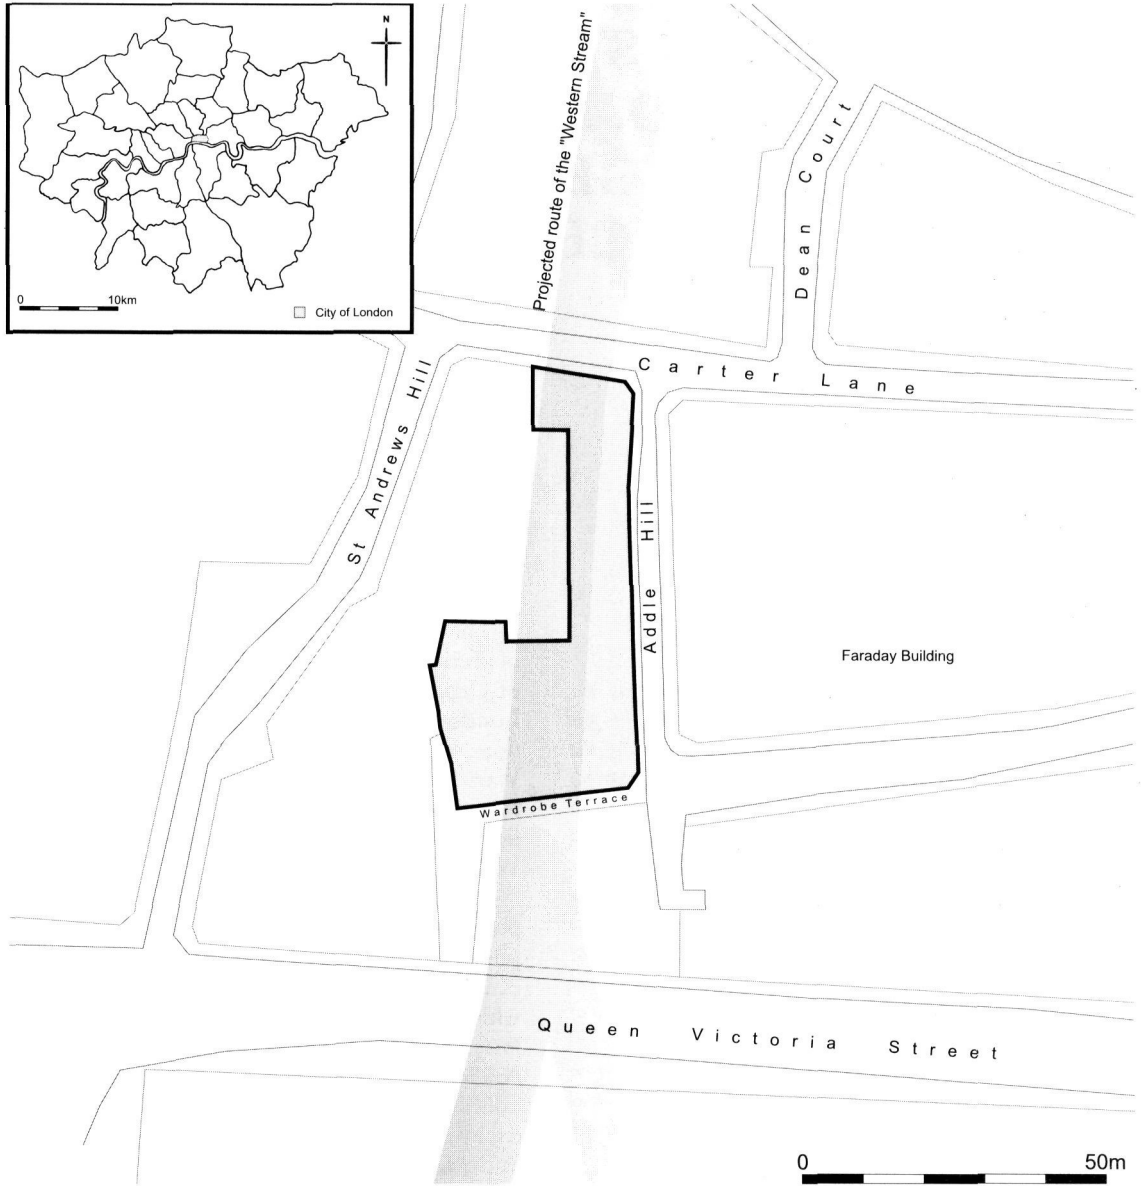 N
0 10km
City of London
Projected route of the "Western Stream"
Dean Court
Carter Lane
St Andrews Hill
Addle Hill
Faraday Building
Wardrobe Terrace
Queen Victoria Street
0 50m